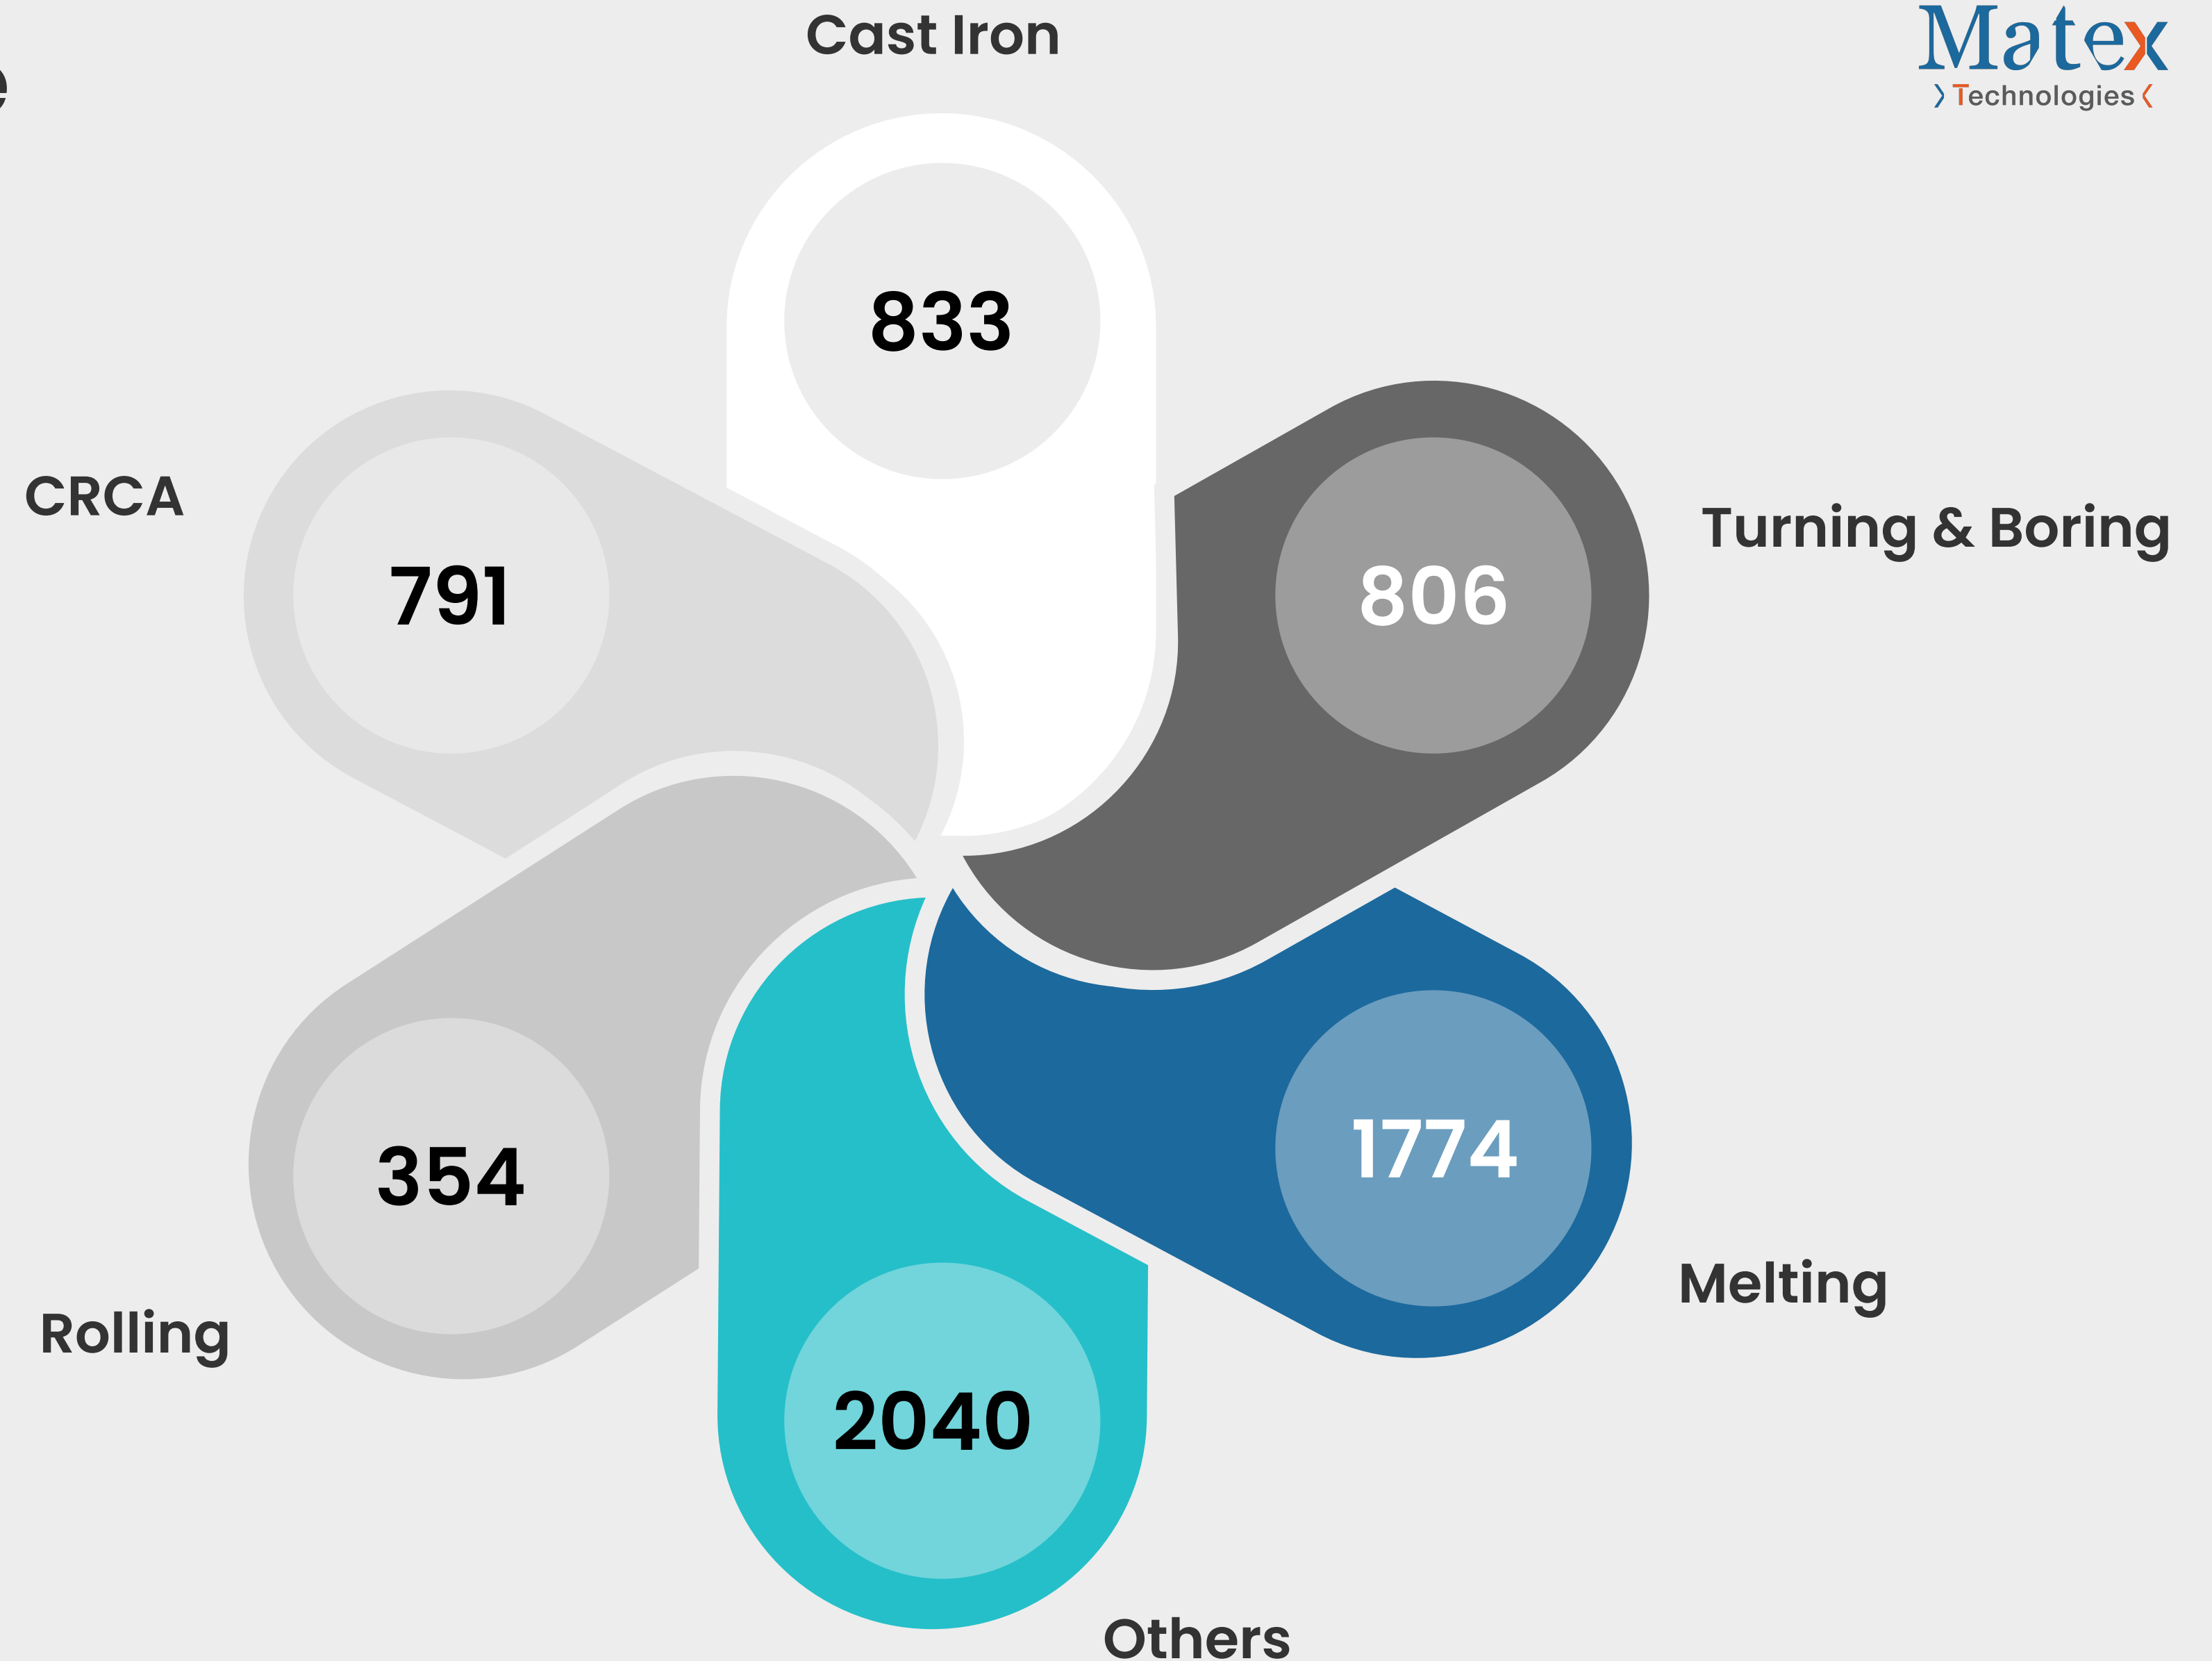 Cast Iron
Matex
Technologies
833
CRCA
791
806
Turning & Boring
354
1774
Rolling
Melting
2040
Others